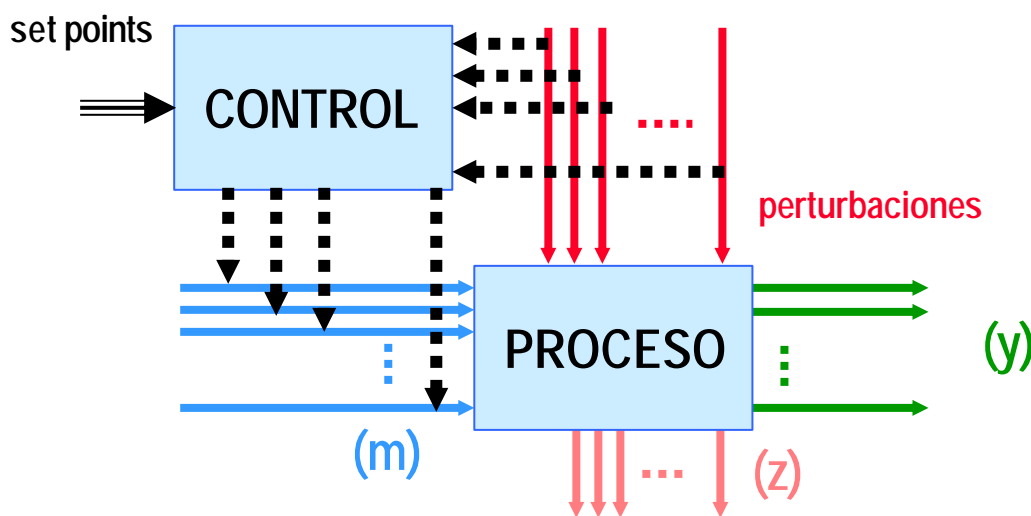 set points
CONTROL
perturbaciones
PROCESO
(y)
(m)
(z)